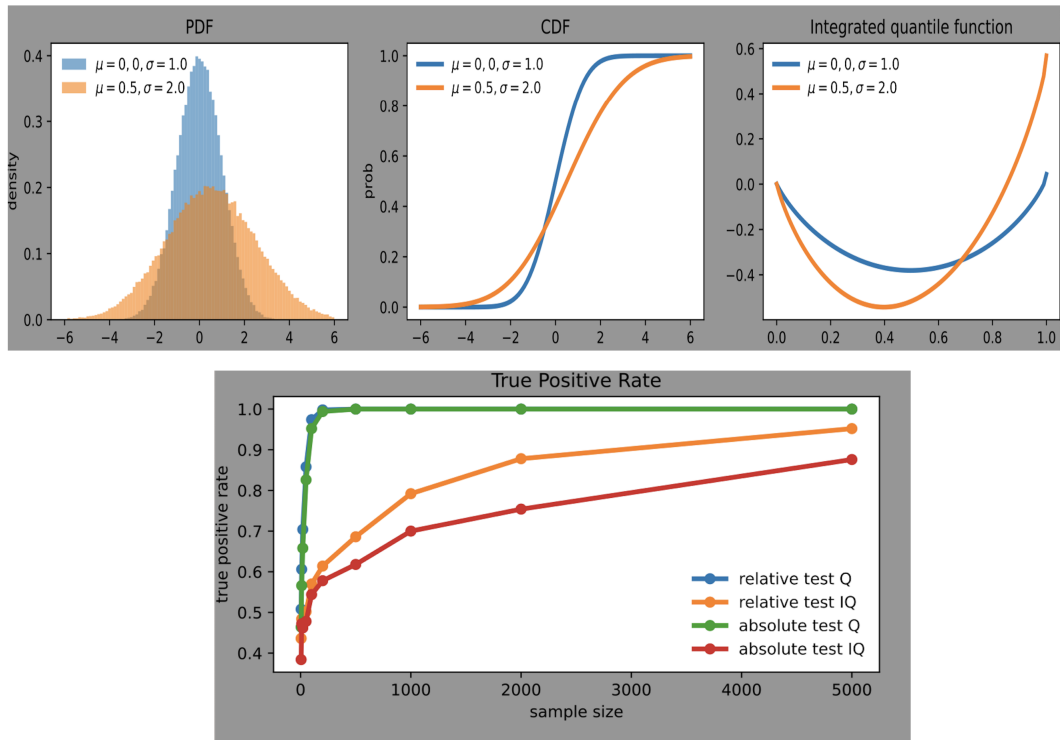 PDF
0.4
0.3
0.2
0.1
0.0
density
μ = 0, 0, σ = 1.0
μ = 0.5, σ = 2.0
−6 −4 −2 0 2 4 6
CDF
1.0
0.8
0.6
0.4
0.2
0.0
prob
μ = 0, 0, σ = 1.0
μ = 0.5, σ = 2.0
−6 −4 −2 0 2 4 6
Integrated quantile function
0.6
0.4
0.2
0.0
−0.2
−0.4
μ = 0, 0, σ = 1.0
μ = 0.5, σ = 2.0
0.0 0.2 0.4 0.6 0.8 1.0
True Positive Rate
1.0
0.9
0.8
0.7
0.6
0.5
0.4
true positive rate
relative test Q
relative test IQ
absolute test Q
absolute test IQ
0 1000 2000 3000 4000 5000
sample size